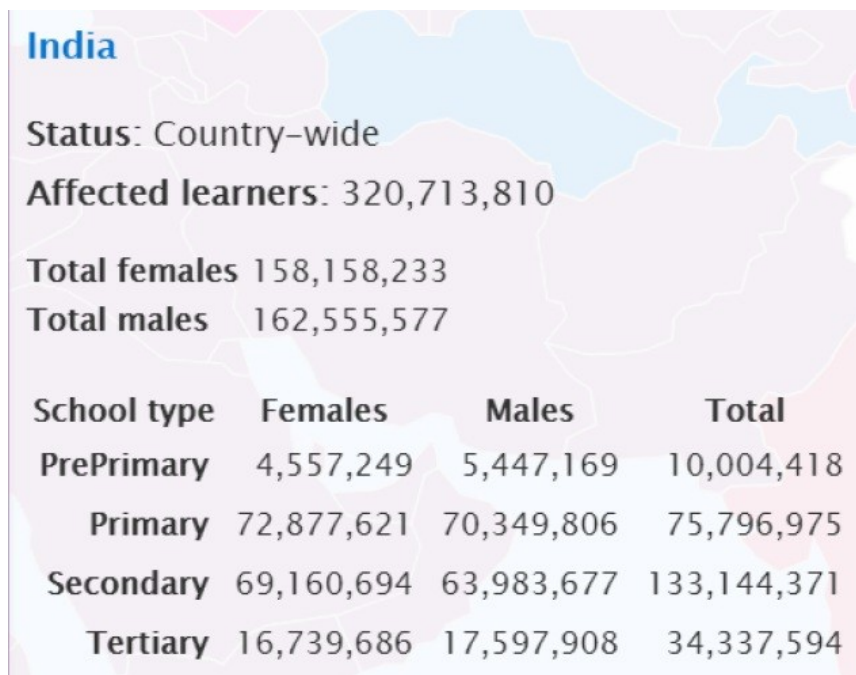 India
Status: Country-wide
Affected learners: 320,713,810
Total females 158,158,233
Total males 162,555,577
School type Females Males Total
PrePrimary 4,557,249 5,447,169 10,004,418
Primary 72,877,621 70,349,806 75,796,975
Secondary 69,160,694 63,983,677 133,144,371
Tertiary 16,739,686 17,597,908 34,337,594